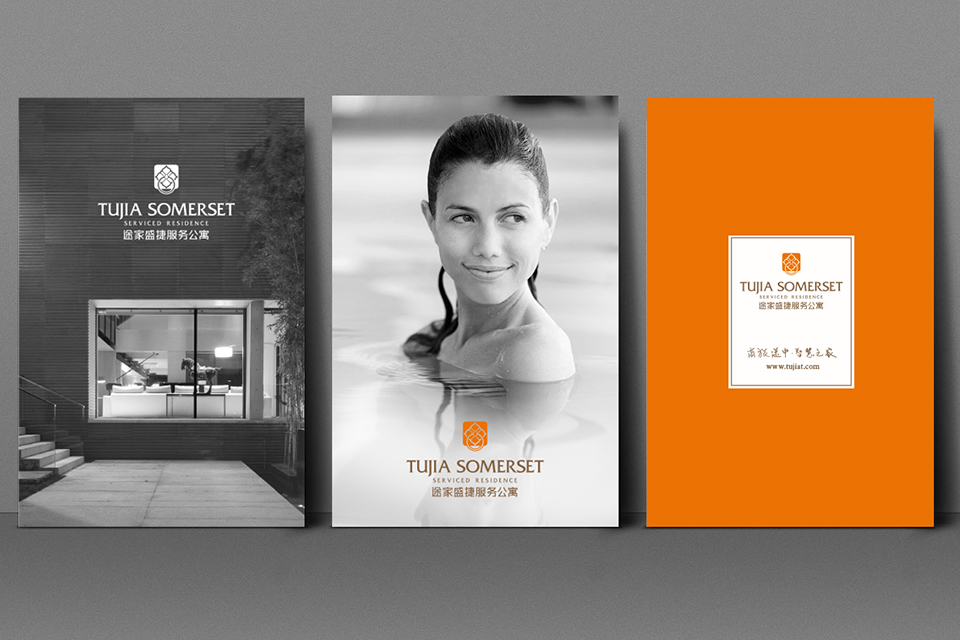 TUJIA SOMERSET
SERVICED RESIDENCE
途家盛捷服务公寓
TUJIA SOMERSET
SERVICED RESIDENCE
途家盛捷服务公寓
TUJIA SOMERSET
SERVICED RESIDENCE
途家盛捷服务公寓
www.tujiat.com